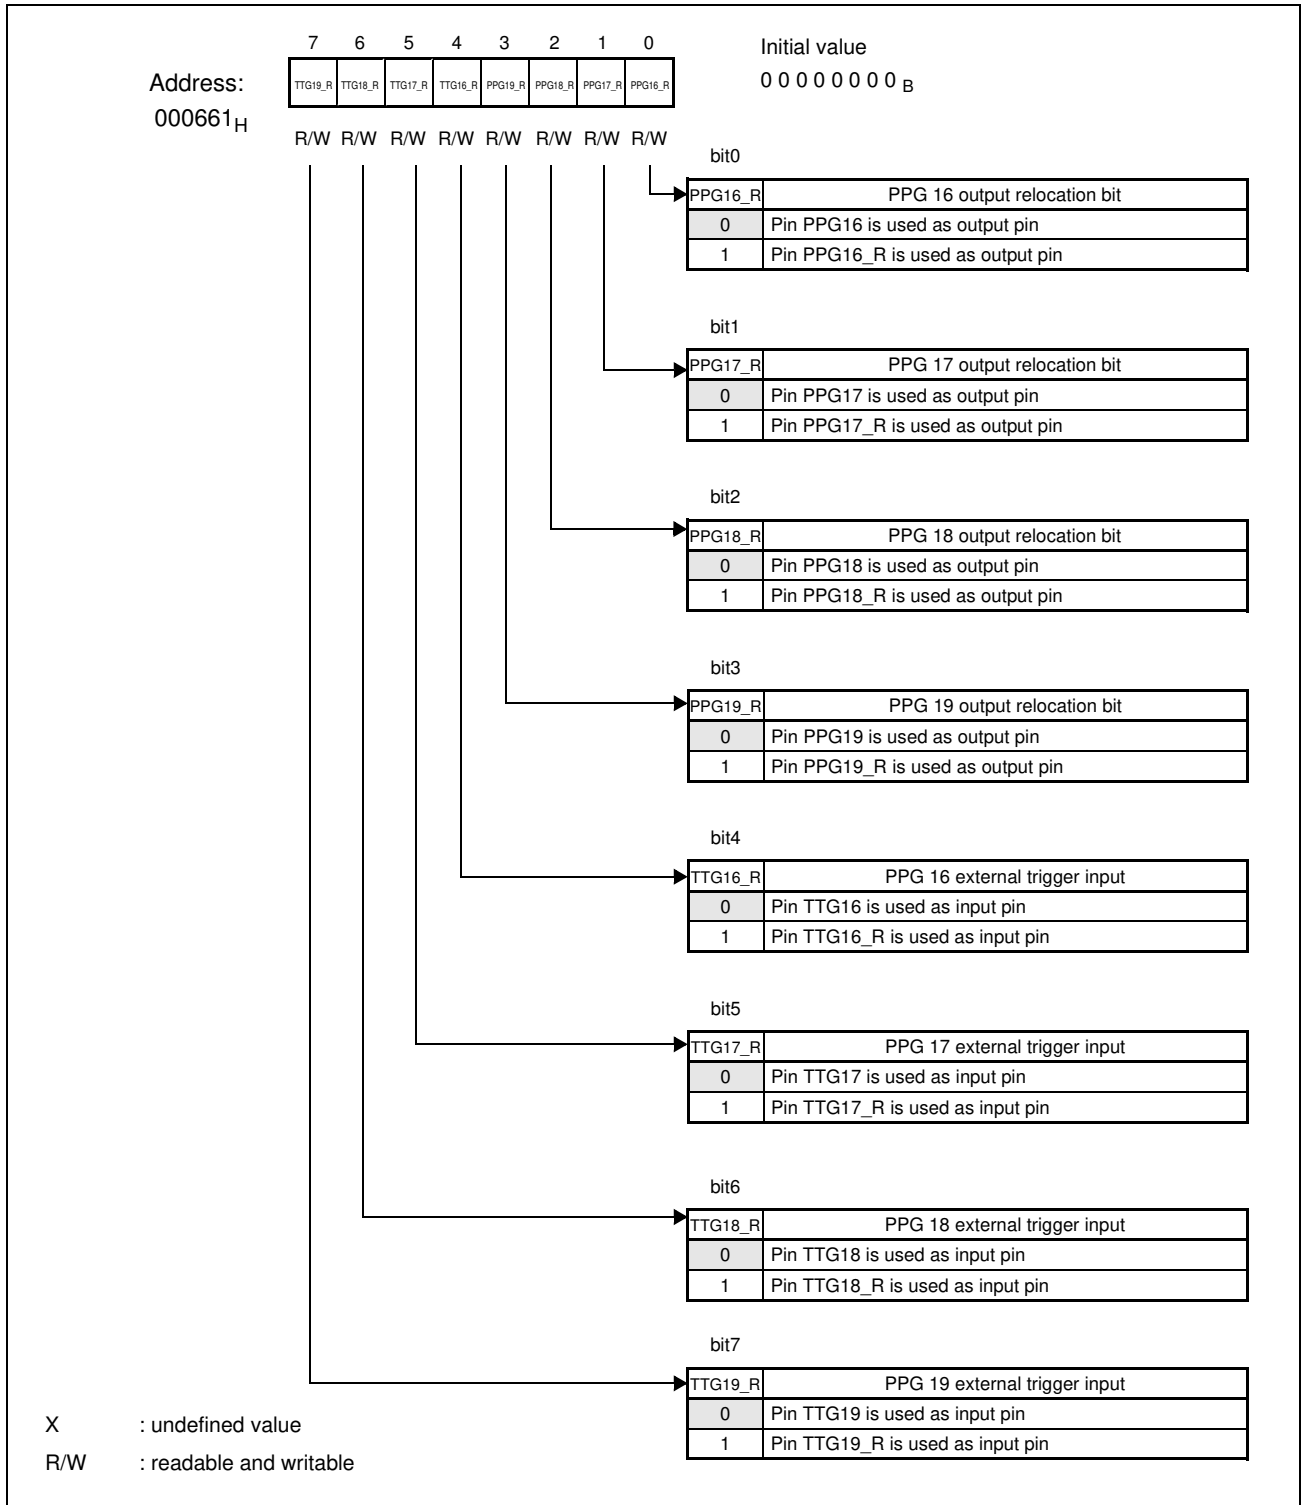 7 6 5 4 3 2 1 0
Initial value
Address:
TTG19_R TTG18_R TTG17_R TTG16_R PPG19_R PPG18_R PPG17_R PPG16_R
0 0 0 0 0 0 0 0 B
000661H
R/W R/W R/W R/W R/W R/W R/W R/W
bit0
PPG16_R PPG 16 output relocation bit
0 Pin PPG16 is used as output pin
1 Pin PPG16_R is used as output pin
bit1
PPG17_R PPG 17 output relocation bit
0 Pin PPG17 is used as output pin
1 Pin PPG17_R is used as output pin
bit2
PPG18_R PPG 18 output relocation bit
0 Pin PPG18 is used as output pin
1 Pin PPG18_R is used as output pin
bit3
PPG19_R PPG 19 output relocation bit
0 Pin PPG19 is used as output pin
1 Pin PPG19_R is used as output pin
bit4
TTG16_R PPG 16 external trigger input
0 Pin TTG16 is used as input pin
1 Pin TTG16_R is used as input pin
bit5
TTG17_R PPG 17 external trigger input
0 Pin TTG17 is used as input pin
1 Pin TTG17_R is used as input pin
bit6
TTG18_R PPG 18 external trigger input
0 Pin TTG18 is used as input pin
1 Pin TTG18_R is used as input pin
bit7
TTG19_R PPG 19 external trigger input
0 Pin TTG19 is used as input pin
1 Pin TTG19_R is used as input pin
X : undefined value
R/W : readable and writable